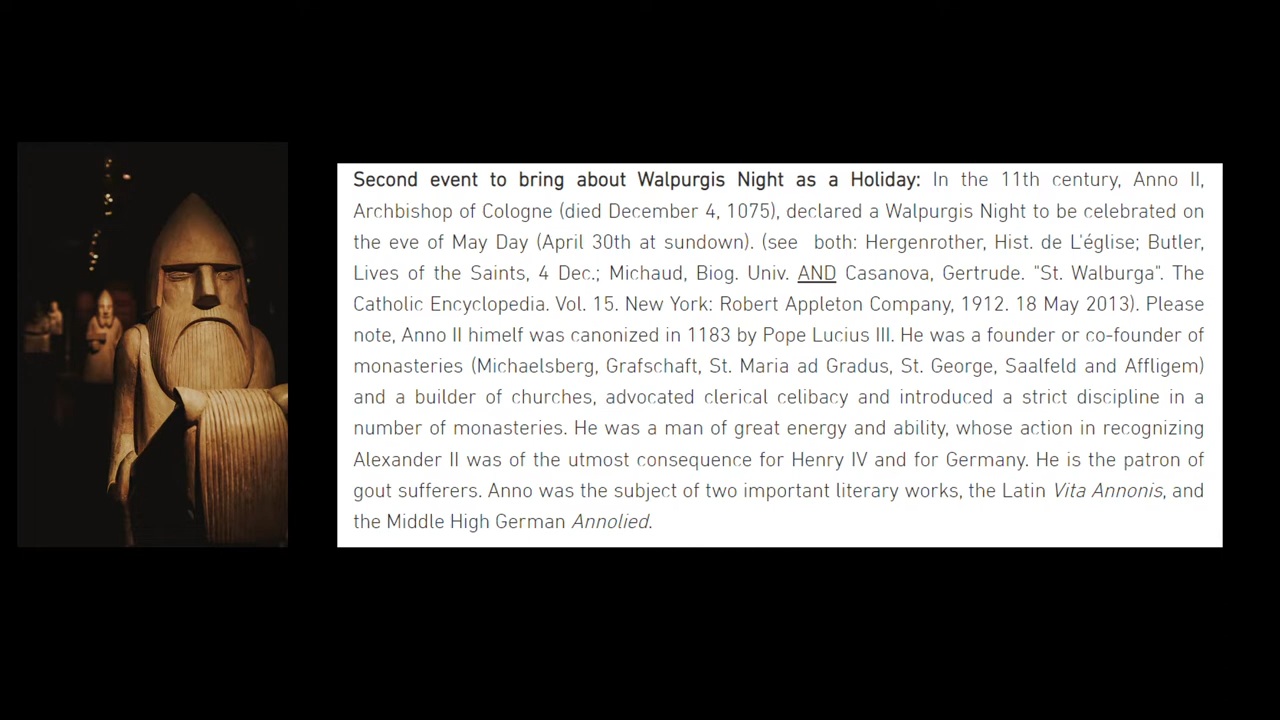 Second event to bring about Walpurgis Night as a Holiday: In the 11th century, Anno II,
Archbishop of Cologne (died December 4, 1075), declared a Walpurgis Night to be celebrated on
the eve of May Day (April 30th at sundown). (see both: Hergenrother, Hist. de L'église; Butler,
Lives of the Saints, 4 Dec.; Michaud, Biog. Univ. AND Casanova, Gertrude. "St. Walburga". The
Catholic Encyclopedia. Vol. 15. New York: Robert Appleton Company, 1912. 18 May 2013). Please
note, Anno II himelf was canonized in 1183 by Pope Lucius III. He was a founder or co-founder of
monasteries (Michaelsberg, Grafschaft, St. Maria ad Gradus, St. George, Saalfeld and Affligem)
and a builder of churches, advocated clerical celibacy and introduced a strict discipline in a
number of monasteries. He was a man of great energy and ability, whose action in recognizing
Alexander II was of the utmost consequence for Henry IV and for Germany. He is the patron of
gout sufferers. Anno was the subject of two important literary works, the Latin Vita Annonis, and
the Middle High German Annolied.